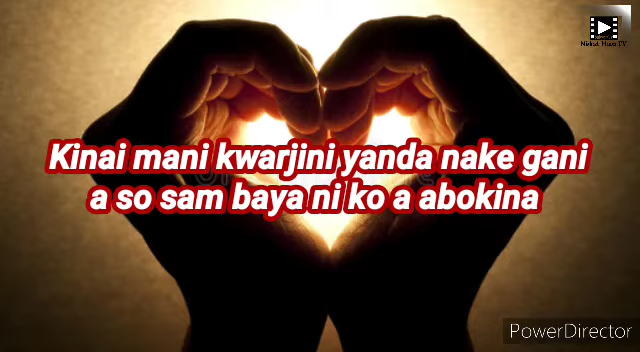 Kinai mani kwarjini yanda nake gani
a so sam baya ni ko a abokina
PowerDirector